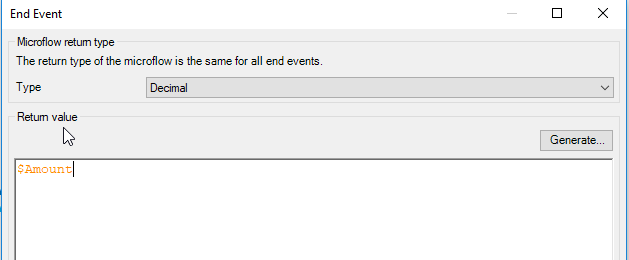 End Event
Microflow return type
The return type of the microflow is the same for all end events.
Type Decimal
Return value
Generate...
$Amount